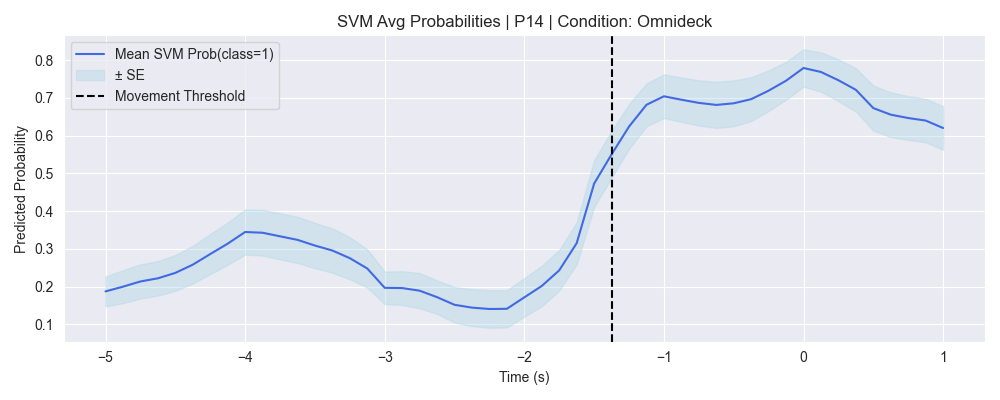 SVM Avg Probabilities | P14 | Condition: Omnideck
Mean SVM Prob(class=1)
± SE
Movement Threshold
Predicted Probability
0.8
0.7
0.6
0.5
0.4
0.3
0.2
0.1
−5 −4 −3 −2 −1 0 1
Time (s)